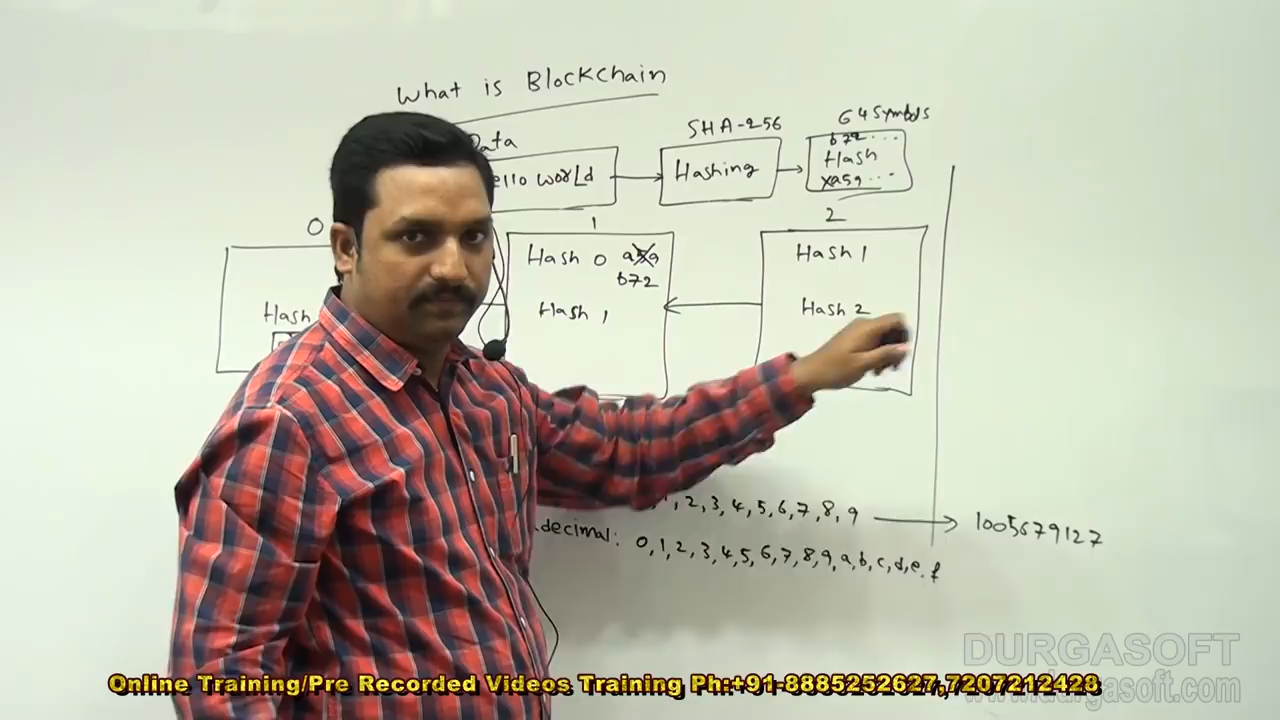 What is Blockchain
Data
SHA-256
64 Symbols
ello world
Hashing
b72...
Hash
xa59...
0
1
2
Hash
Hash 0 a59
b72
Hash 1
Hash 1
Hash 2
1, 2, 3, 4, 5, 6, 7, 8, 9
1005679127
decimal: 0, 1, 2, 3, 4, 5, 6, 7, 8, 9, a, b, c, d, e, f
DURGASOFT
www.durgasoft.com
Online Training/Pre Recorded Videos Training Ph:+91-8885252627,7207212428